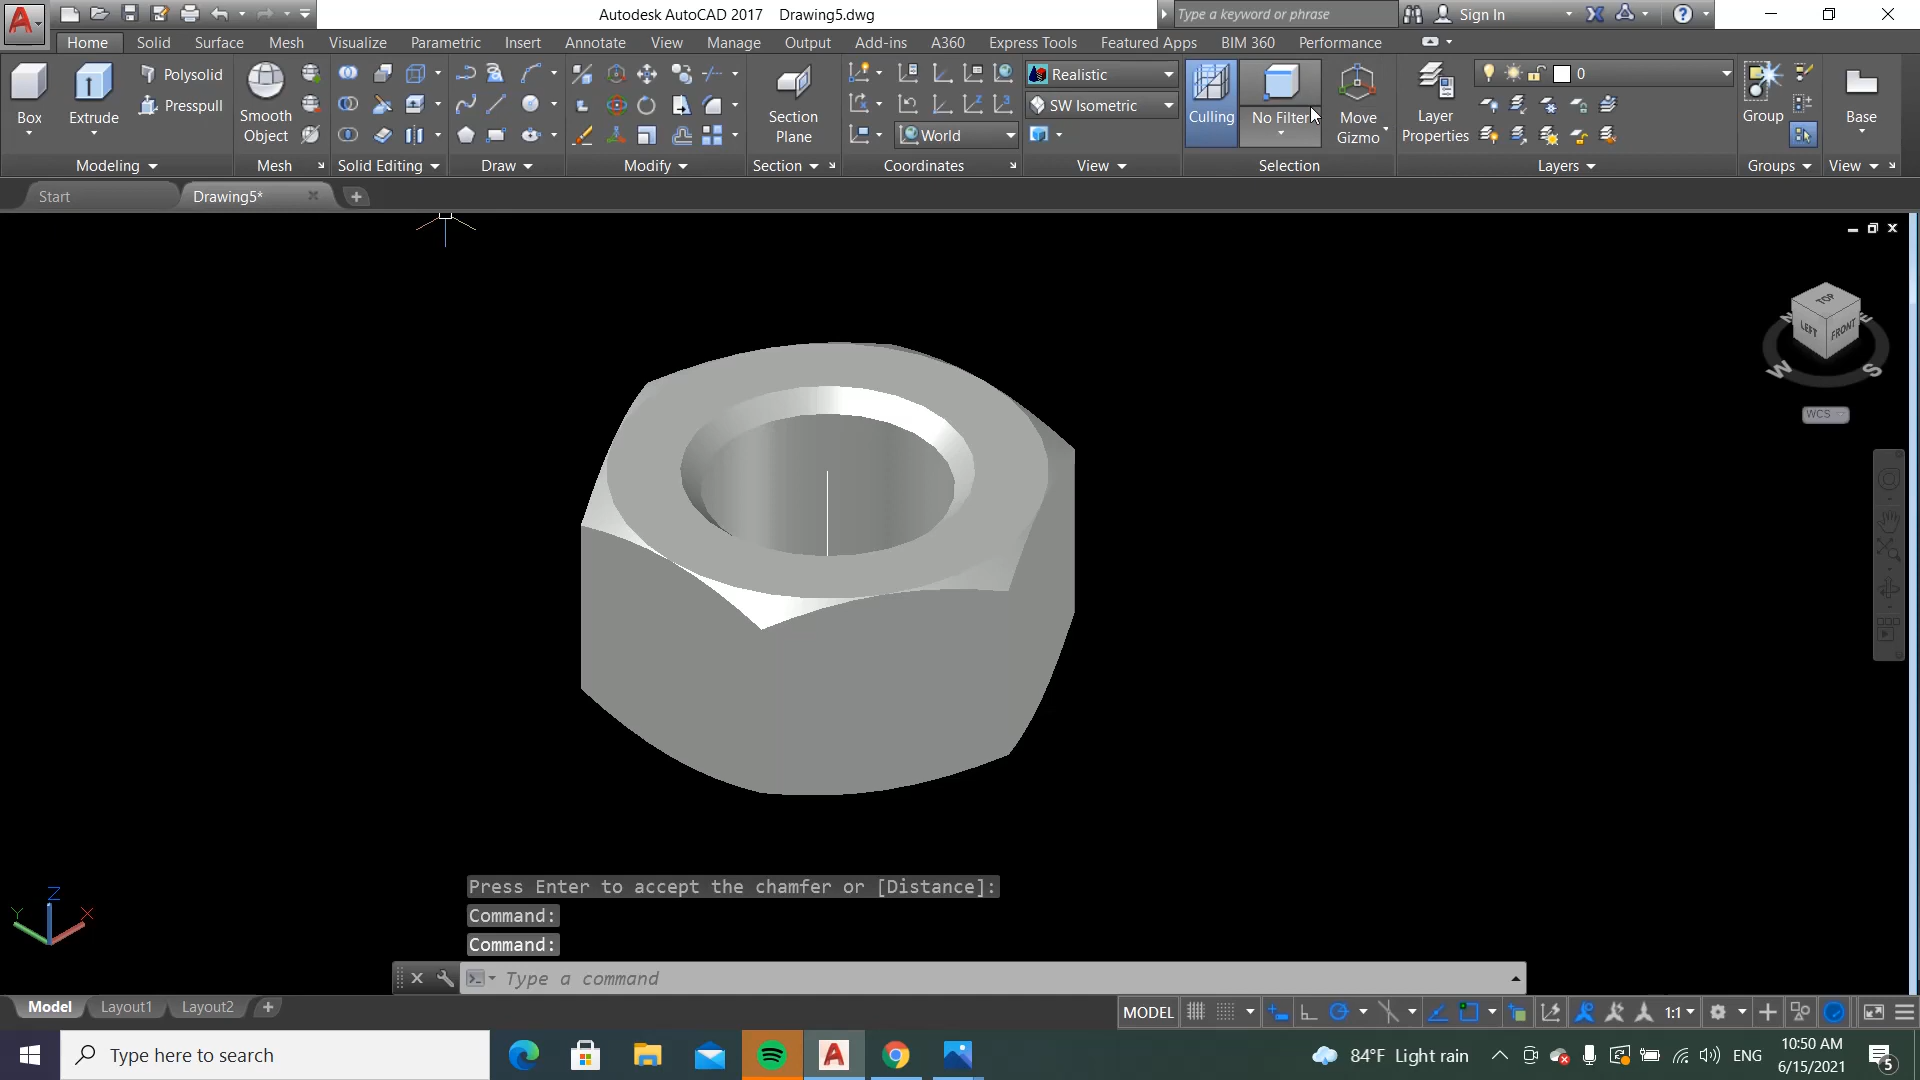 Autodesk AutoCAD 2017 Drawing5.dwg
Type a keyword or phrase
Sign In
Home Solid Surface Mesh Visualize Parametric Insert Annotate View Manage Output Add-ins A360 Express Tools Featured Apps BIM 360 Performance
Box
Extrude
Polysolid
Presspull
Modeling
Smooth
Object
Mesh
Solid Editing
Draw
Modify
Section
Plane
Section
World
Coordinates
Realistic
SW Isometric
View
Culling
No Filter
Move
Gizmo
Selection
Layer
Properties
0
Layers
Group
Groups
Base
View
Start
Drawing5*
TOP
LEFT
FRONT
N
E
W
S
WCS
Z
Y
X
Press Enter to accept the chamfer or [Distance]:
Command:
Command:
Type a command
Model Layout1 Layout2
MODEL
1:1
Type here to search
84°F Light rain
ENG
10:50 AM
6/15/2021
5